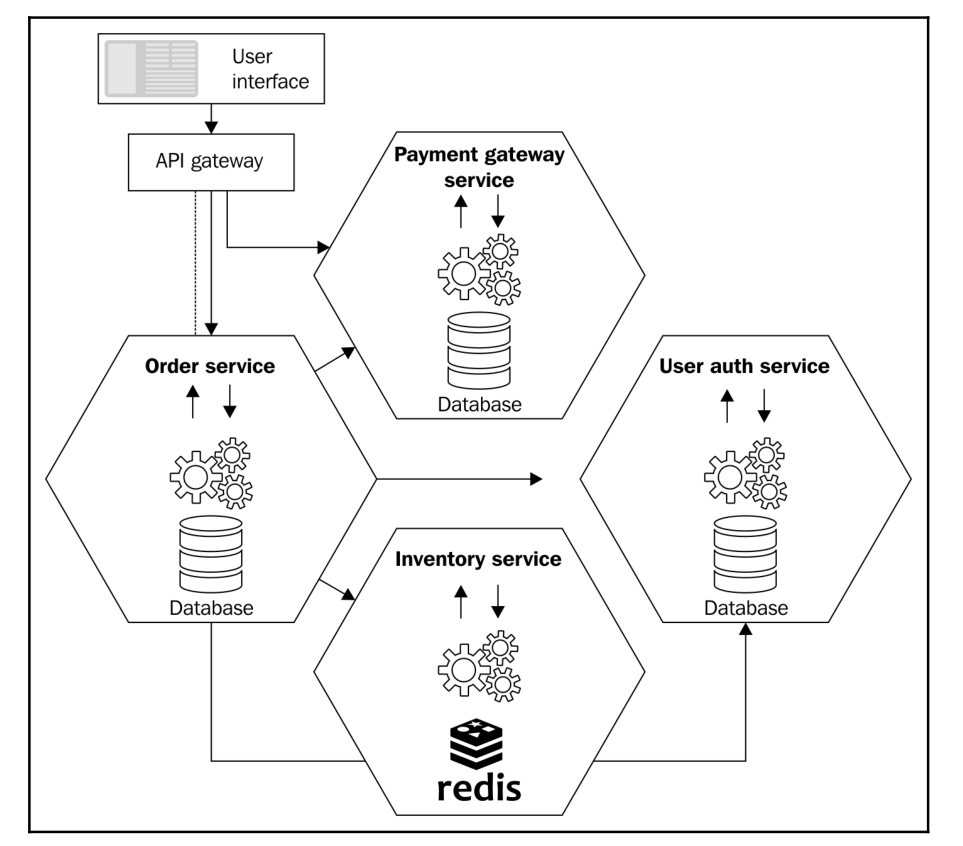 User
interface
API gateway
Payment gateway
service
Database
Order service
Database
User auth service
Database
Inventory service
redis